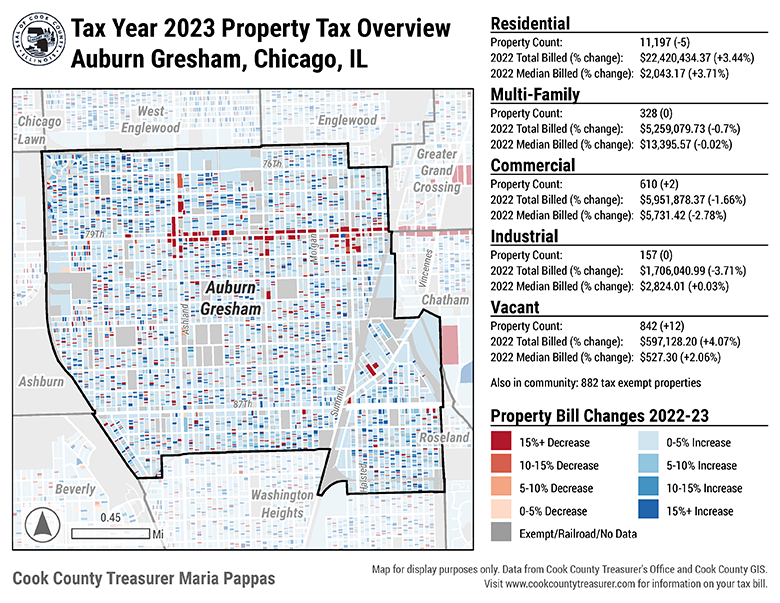 Tax Year 2023 Property Tax Overview
Auburn Gresham, Chicago, IL
Residential
Property Count: 11,197 (-5)
2022 Total Billed (% change): $22,420,434.37 (+3.44%)
2022 Median Billed (% change): $2,043.17 (+3.71%)
Multi-Family
Property Count: 328 (0)
2022 Total Billed (% change): $5,259,079.73 (-0.7%)
2022 Median Billed (% change): $13,395.57 (-0.02%)
Commercial
Property Count: 610 (+2)
2022 Total Billed (% change): $5,951,878.37 (-1.66%)
2022 Median Billed (% change): $5,731.42 (-2.78%)
Industrial
Property Count: 157 (0)
2022 Total Billed (% change): $1,706,040.99 (-3.71%)
2022 Median Billed (% change): $2,824.01 (+0.03%)
Vacant
Property Count: 842 (+12)
2022 Total Billed (% change): $597,128.20 (+4.07%)
2022 Median Billed (% change): $527.30 (+2.06%)
Also in community: 882 tax exempt properties
Property Bill Changes 2022-23
15%+ Decrease
10-15% Decrease
5-10% Decrease
0-5% Decrease
Exempt/Railroad/No Data
0-5% Increase
5-10% Increase
10-15% Increase
15%+ Increase
Chicago
Lawn
West
Englewood
Englewood
Greater
Grand
Crossing
76Th
79Th
Morgan
Vincennes
Auburn
Gresham
Ashland
Chatham
Ashburn
Summit
87Th
Roseland
Halsted
Beverly
Washington
Heights
0.45
Mi
Cook County Treasurer Maria Pappas
Map for display purposes only. Data from Cook County Treasurer's Office and Cook County GIS.
Visit www.cookcountytreasurer.com for information on your tax bill.